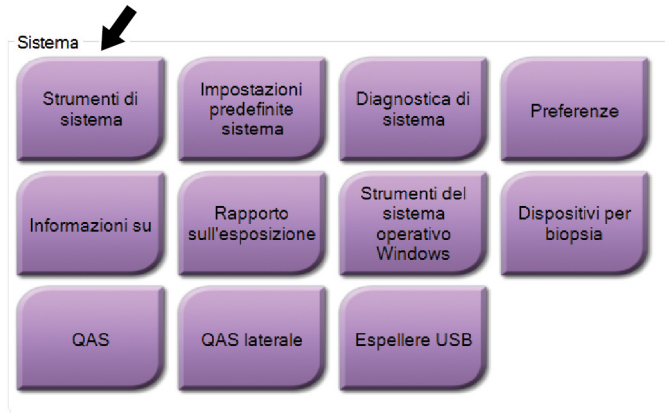 Sistema
Strumenti di
sistema
Impostazioni
predefinite
sistema
Diagnostica di
sistema
Preferenze
Informazioni su
Rapporto
sull'esposizione
Strumenti del
sistema
operativo
Windows
Dispositivi per
biopsia
QAS
QAS laterale
Espellere USB